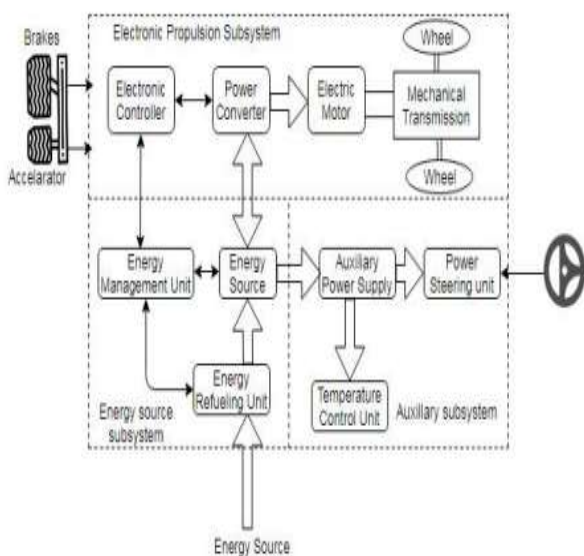 Brakes
Accelarator
Electronic Propulsion Subsystem
Electronic
Controller
Power
Converter
Electric
Motor
Wheel
Mechanical
Transmission
Wheel
Energy
Management Unit
Energy
Source
Auxiliary
Power Supply
Power
Steering unit
Energy
Refueling Unit
Energy source
subsystem
Temperature
Control Unit
Auxillary subsystem
Energy Source